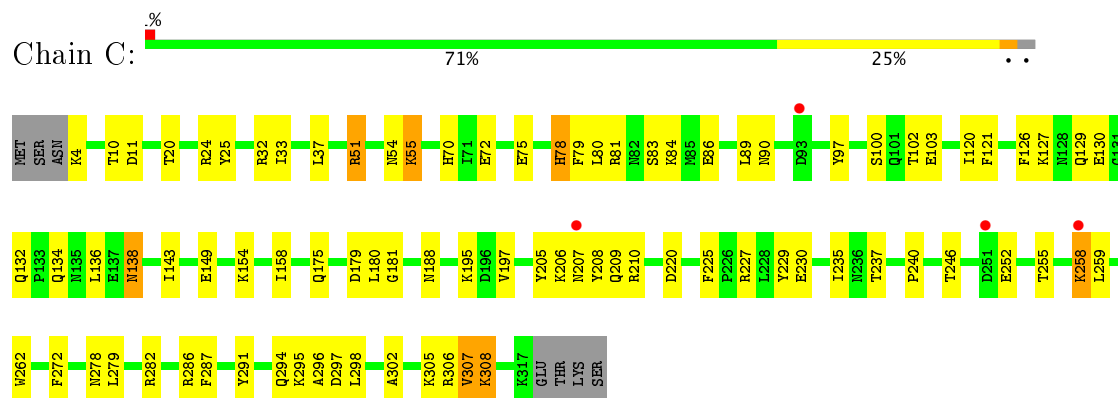 .%
Chain C:
71% 25% • •
MET SER ASN K4 T10 D11 T20 R24 Y25 R32 I33 L37 R51 N54 K55 H70 I71 E72 E75 H78 F79 L80 R81 N82 S83 K84 M85 E86 L89 N90 D93 Y97 S100 Q101 T102 E103 I120 F121 F126 K127 N128 Q129 E130 G131
Q132 P133 Q134 N135 L136 E137 N138 I143 E149 K154 I158 Q175 D179 L180 G181 N188 K195 D196 V197 Y205 K206 N207 Y208 Q209 R210 D220 F225 P226 R227 L228 Y229 E230 I235 N236 T237 P240 T246 D251 E252 T255 K258 L259
W262 F272 N278 L279 R282 R286 F287 Y291 Q294 K295 A296 D297 L298 A302 K305 R306 V307 K308 K317 GLU THR LYS SER